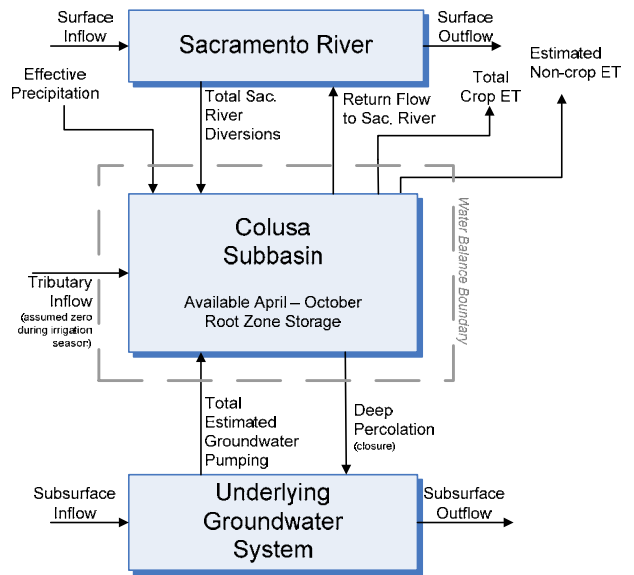 Surface
Inflow
Sacramento River
Surface
Outflow
Estimated
Non-crop ET
Effective
Precipitation
Total Sac.
River
Diversions
Return Flow
to Sac. River
Total
Crop ET
Water Balance Boundary
Colusa
Subbasin
Available April – October
Root Zone Storage
Tributary
Inflow
(assumed zero
during irrigation
season)
Total
Estimated
Groundwater
Pumping
Deep
Percolation
(closure)
Subsurface
Inflow
Underlying
Groundwater
System
Subsurface
Outflow